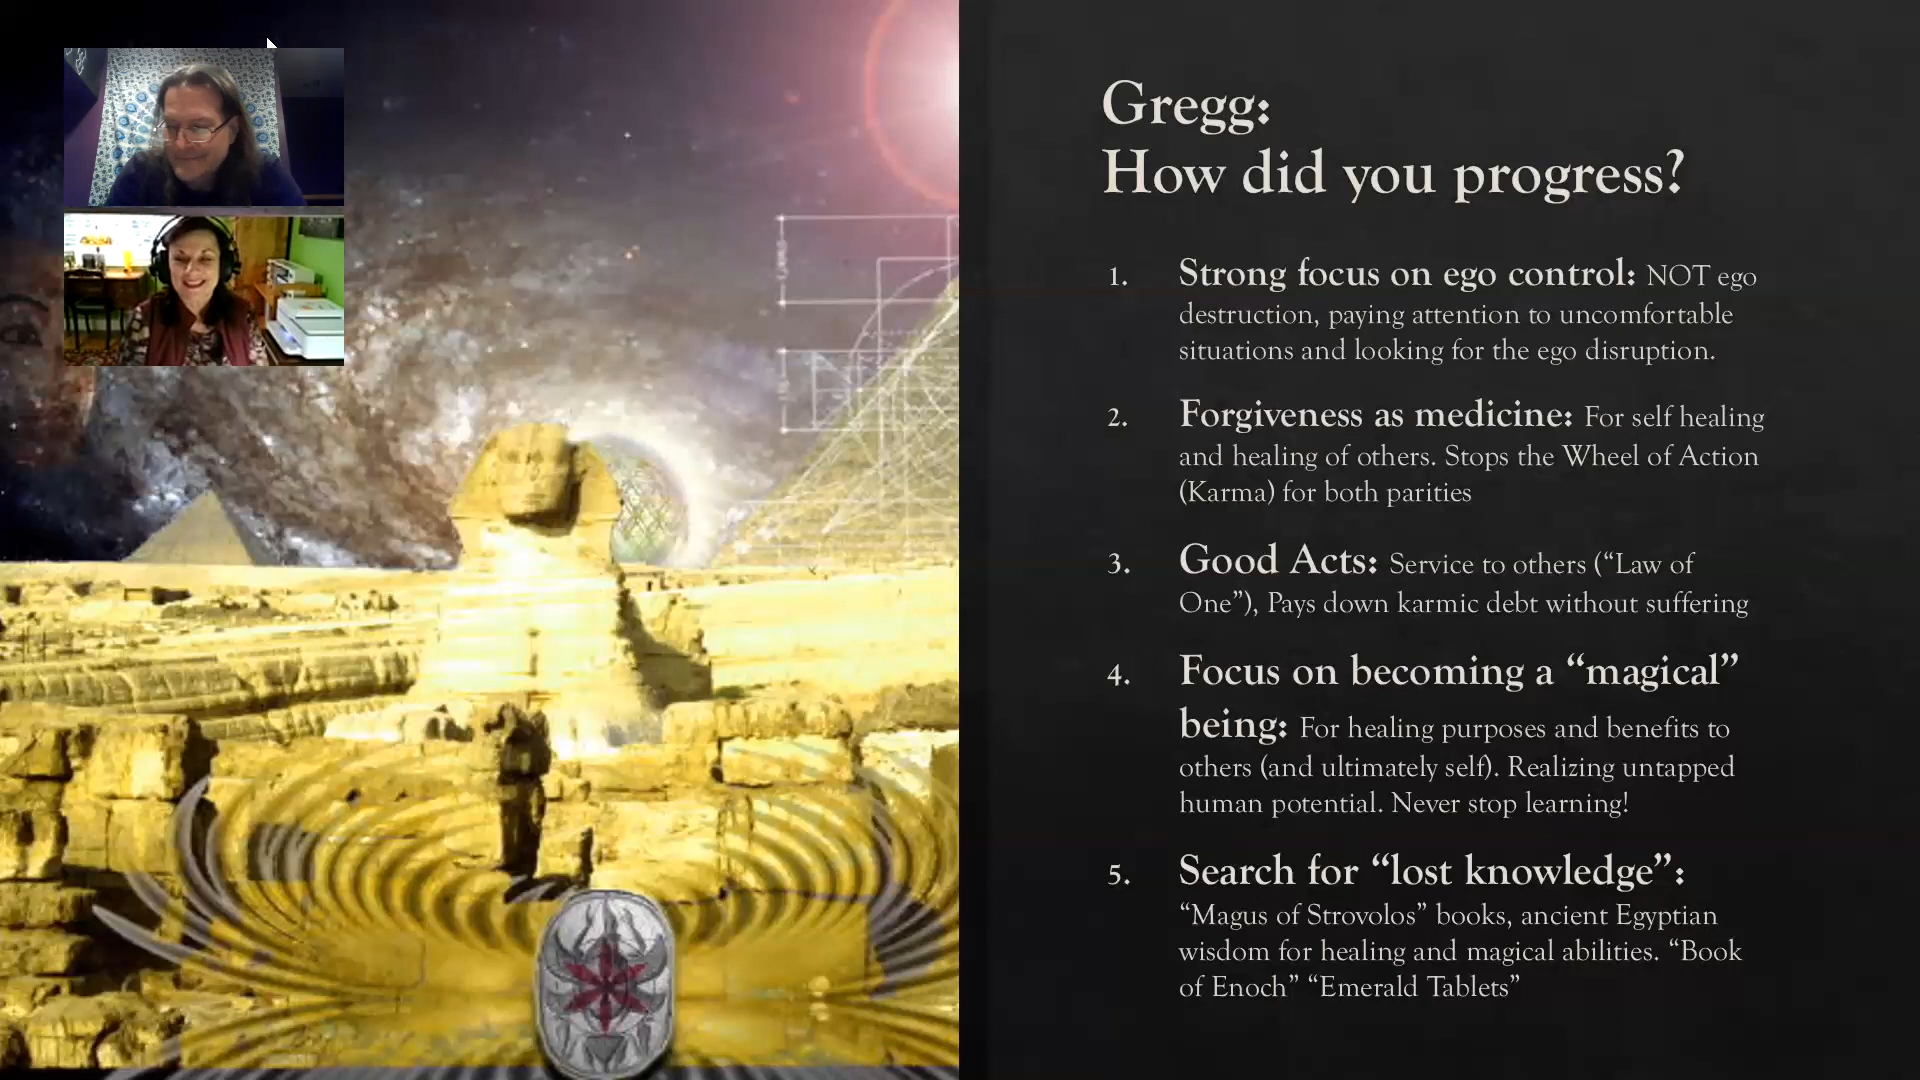 Gregg:
How did you progress?
1. Strong focus on ego control: NOT ego
destruction, paying attention to uncomfortable
situations and looking for the ego disruption.
2. Forgiveness as medicine: For self healing
and healing of others. Stops the Wheel of Action
(Karma) for both parities
3. Good Acts: Service to others (“Law of
One”), Pays down karmic debt without suffering
4. Focus on becoming a “magical”
being: For healing purposes and benefits to
others (and ultimately self). Realizing untapped
human potential. Never stop learning!
5. Search for “lost knowledge”:
“Magus of Strovolos” books, ancient Egyptian
wisdom for healing and magical abilities. “Book
of Enoch” “Emerald Tablets”